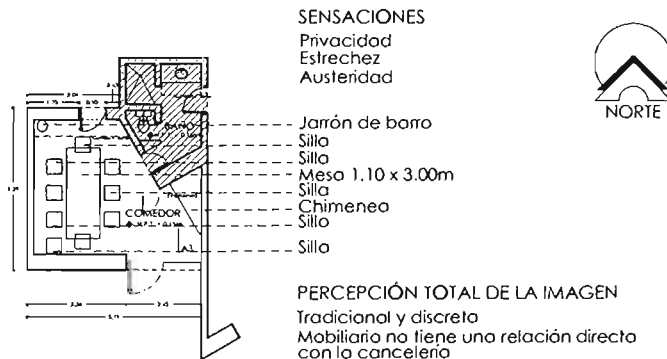 SENSACIONES
Privacidad
Estrechez
Austeridad
NORTE
Jarrón de barro
Silla
Silla
Mesa 1.10 x 3.00m
Silla
Chimenea
Silla
Silla
BAÑO
COMEDOR
PERCEPCIÓN TOTAL DE LA IMAGEN
Tradicional y discreto
Mobiliario no tiene una relación directa
con la cancelería